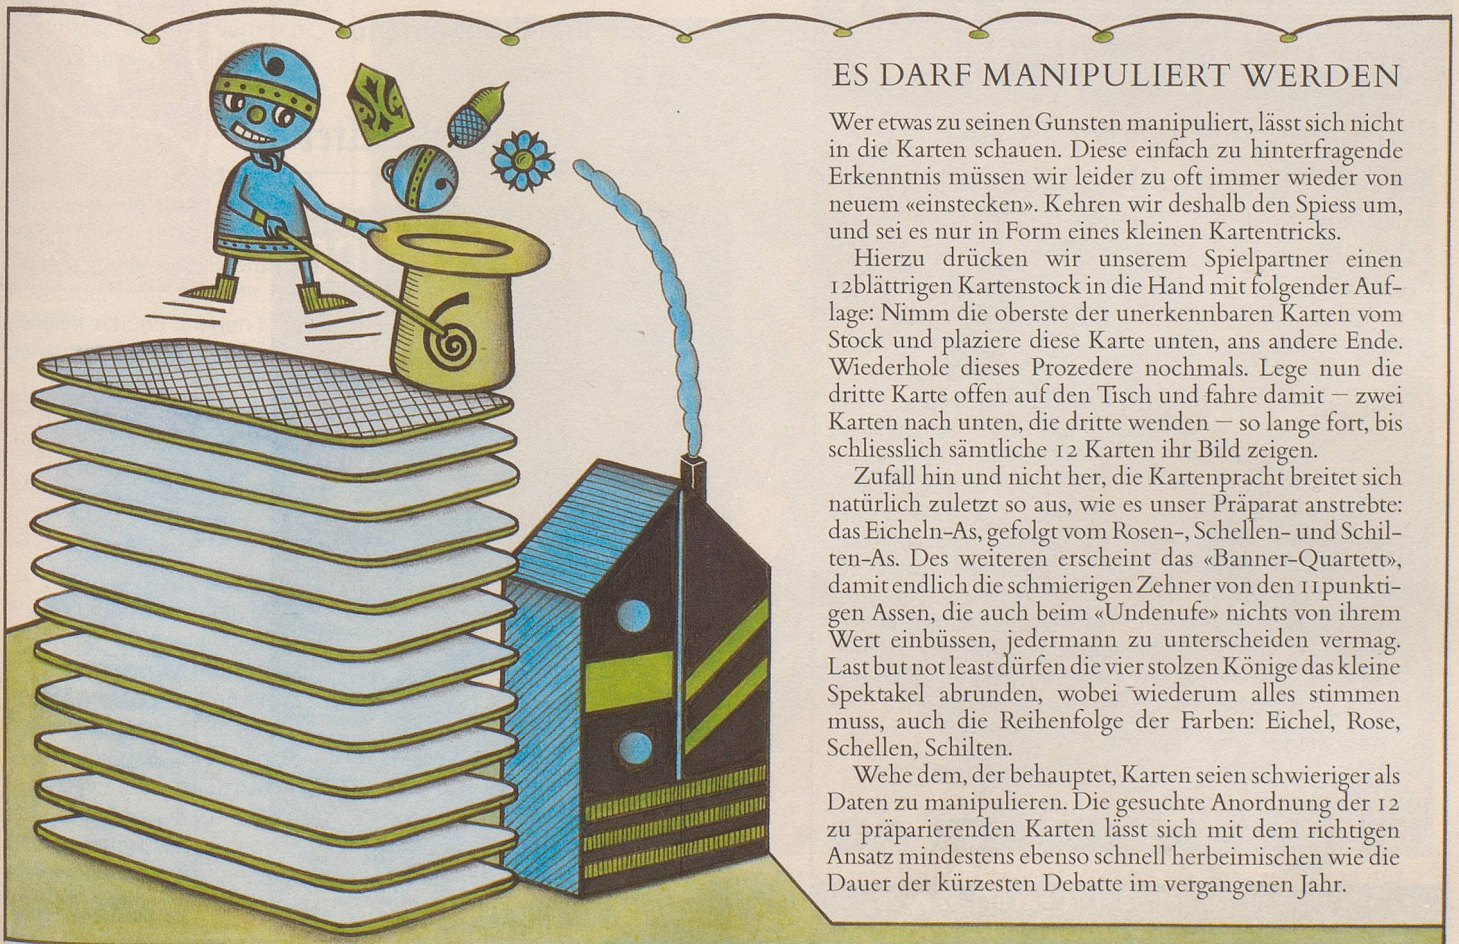 ES DARF MANIPULIERT WERDEN
Wer etwas zu seinen Gunsten manipuliert, lässt sich nicht
in die Karten schauen. Diese einfach zu hinterfragende
Erkenntnis müssen wir leider zu oft immer wieder von
neuem «einstecken». Kehren wir deshalb den Spiess um,
und sei es nur in Form eines kleinen Kartentricks.
Hierzu drücken wir unserem Spielpartner einen
12blättrigen Kartenstock in die Hand mit folgender Auf-
lage: Nimm die oberste der unerkennbaren Karten vom
Stock und plaziere diese Karte unten, ans andere Ende.
Wiederhole dieses Prozedere nochmals. Lege nun die
dritte Karte offen auf den Tisch und fahre damit – zwei
Karten nach unten, die dritte wenden – so lange fort, bis
schliesslich sämtliche 12 Karten ihr Bild zeigen.
Zufall hin und nicht her, die Kartenpracht breitet sich
natürlich zuletzt so aus, wie es unser Präparat anstrebte:
das Eicheln-As, gefolgt vom Rosen-, Schellen- und Schil-
ten-As. Des weiteren erscheint das «Banner-Quartett»,
damit endlich die schmierigen Zehner von den 11punkti-
gen Assen, die auch beim «Undenufe» nichts von ihrem
Wert einbüssen, jedermann zu unterscheiden vermag.
Last but not least dürfen die vier stolzen Könige das kleine
Spektakel abrunden, wobei wiederum alles stimmen
muss, auch die Reihenfolge der Farben: Eichel, Rose,
Schellen, Schilten.
Wehe dem, der behauptet, Karten seien schwieriger als
Daten zu manipulieren. Die gesuchte Anordnung der 12
zu präparierenden Karten lässt sich mit dem richtigen
Ansatz mindestens ebenso schnell herbeimischen wie die
Dauer der kürzesten Debatte im vergangenen Jahr.